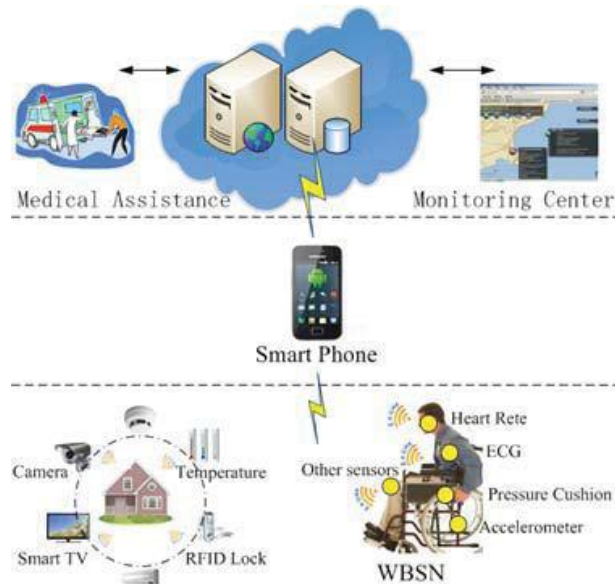 Medical Assistance
Monitoring Center
Smart Phone
Camera
Temperature
Smart TV
RFID Lock
Heart Rete
ECG
Other sensors
Pressure Cushion
Accelerometer
WBSN